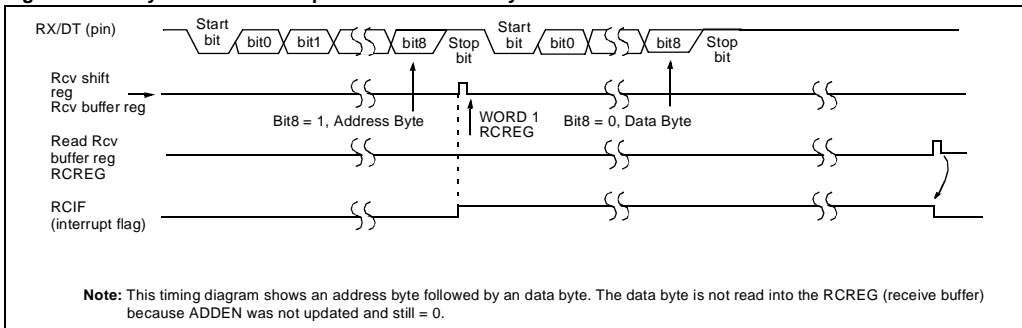 RX/DT (pin)
Start bit
bit0
bit1
bit8
Stop bit
Start bit
bit0
bit8
Stop bit
Rcv shift
reg
Rcv buffer reg
Bit8 = 1, Address Byte
WORD 1
RCREG
Bit8 = 0, Data Byte
Read Rcv
buffer reg
RCREG
RCIF
(interrupt flag)
Note: This timing diagram shows an address byte followed by an data byte. The data byte is not read into the RCREG (receive buffer)
because ADDEN was not updated and still = 0.